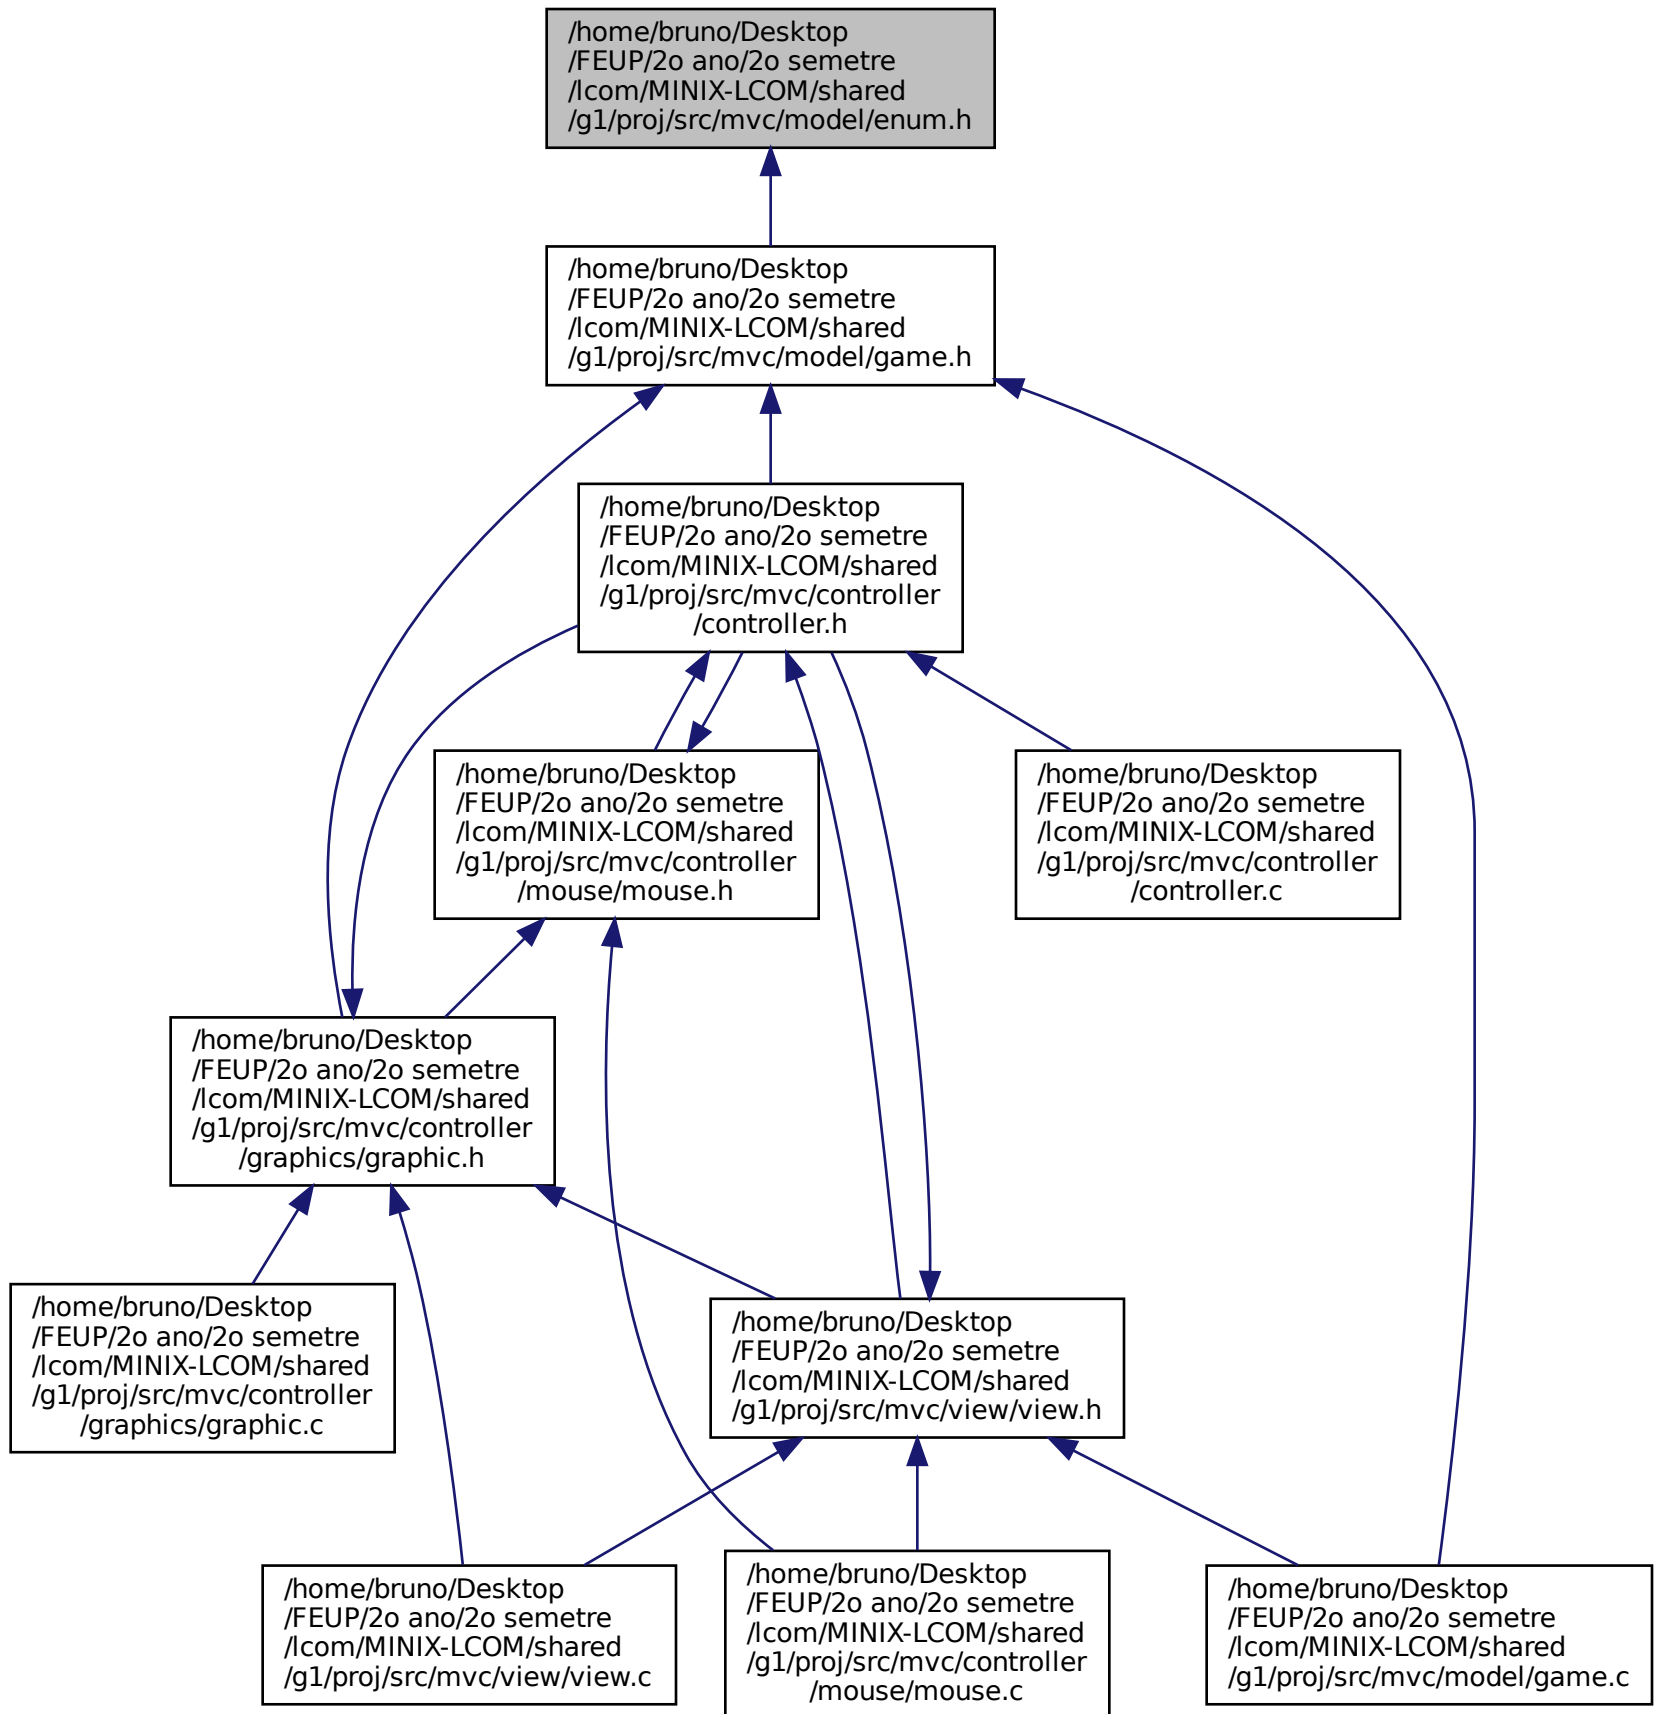 /home/bruno/Desktop
/FEUP/2o ano/2o semetre
/lcom/MINIX-LCOM/shared
/g1/proj/src/mvc/model/enum.h
/home/bruno/Desktop
/FEUP/2o ano/2o semetre
/lcom/MINIX-LCOM/shared
/g1/proj/src/mvc/model/game.h
/home/bruno/Desktop
/FEUP/2o ano/2o semetre
/lcom/MINIX-LCOM/shared
/g1/proj/src/mvc/controller
/controller.h
/home/bruno/Desktop
/FEUP/2o ano/2o semetre
/lcom/MINIX-LCOM/shared
/g1/proj/src/mvc/controller
/mouse/mouse.h
/home/bruno/Desktop
/FEUP/2o ano/2o semetre
/lcom/MINIX-LCOM/shared
/g1/proj/src/mvc/controller
/controller.c
/home/bruno/Desktop
/FEUP/2o ano/2o semetre
/lcom/MINIX-LCOM/shared
/g1/proj/src/mvc/controller
/graphics/graphic.h
/home/bruno/Desktop
/FEUP/2o ano/2o semetre
/lcom/MINIX-LCOM/shared
/g1/proj/src/mvc/controller
/graphics/graphic.c
/home/bruno/Desktop
/FEUP/2o ano/2o semetre
/lcom/MINIX-LCOM/shared
/g1/proj/src/mvc/view/view.h
/home/bruno/Desktop
/FEUP/2o ano/2o semetre
/lcom/MINIX-LCOM/shared
/g1/proj/src/mvc/view/view.c
/home/bruno/Desktop
/FEUP/2o ano/2o semetre
/lcom/MINIX-LCOM/shared
/g1/proj/src/mvc/controller
/mouse/mouse.c
/home/bruno/Desktop
/FEUP/2o ano/2o semetre
/lcom/MINIX-LCOM/shared
/g1/proj/src/mvc/model/game.c